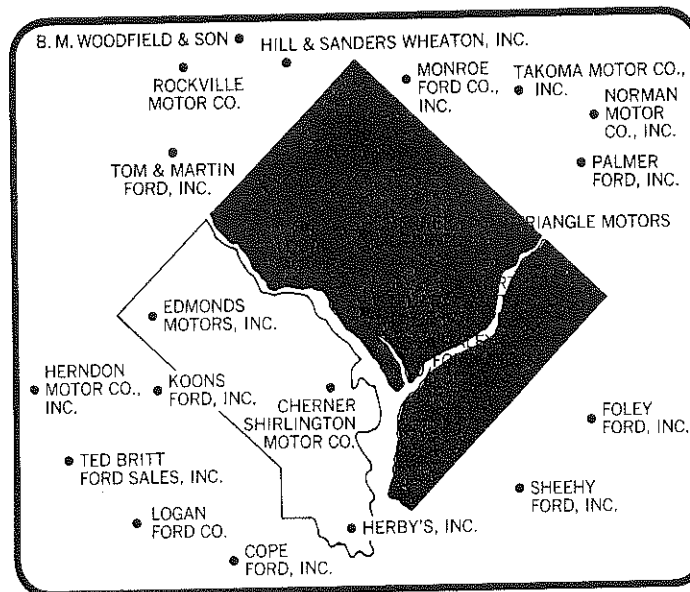 B. M. WOODFIELD & SON
HILL & SANDERS WHEATON, INC.
ROCKVILLE
MOTOR CO.
MONROE
FORD CO.,
INC.
TAKOMA MOTOR CO.,
INC.
NORMAN
MOTOR
CO., INC.
TOM & MARTIN
FORD, INC.
PALMER
FORD, INC.
RIANGLE MOTORS
EDMONDS
MOTORS, INC.
HERNDON
MOTOR CO.,
INC.
KOONS
FORD, INC.
CHERNER
SHIRLINGTON
MOTOR CO.
FOLEY
FORD, INC.
TED BRITT
FORD SALES, INC.
SHEEHY
FORD, INC.
LOGAN
FORD CO.
HERBY'S, INC.
COPE
FORD, INC.